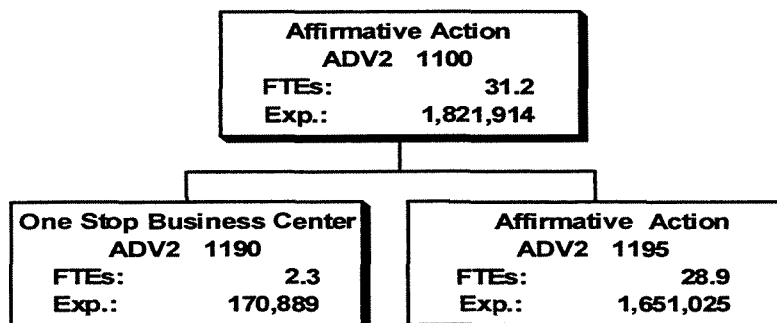 Affirmative Action
ADV2 1100
FTEs: 31.2
Exp.: 1,821,914
One Stop Business Center
ADV2 1190
FTEs: 2.3
Exp.: 170,889
Affirmative Action
ADV2 1195
FTEs: 28.9
Exp.: 1,651,025